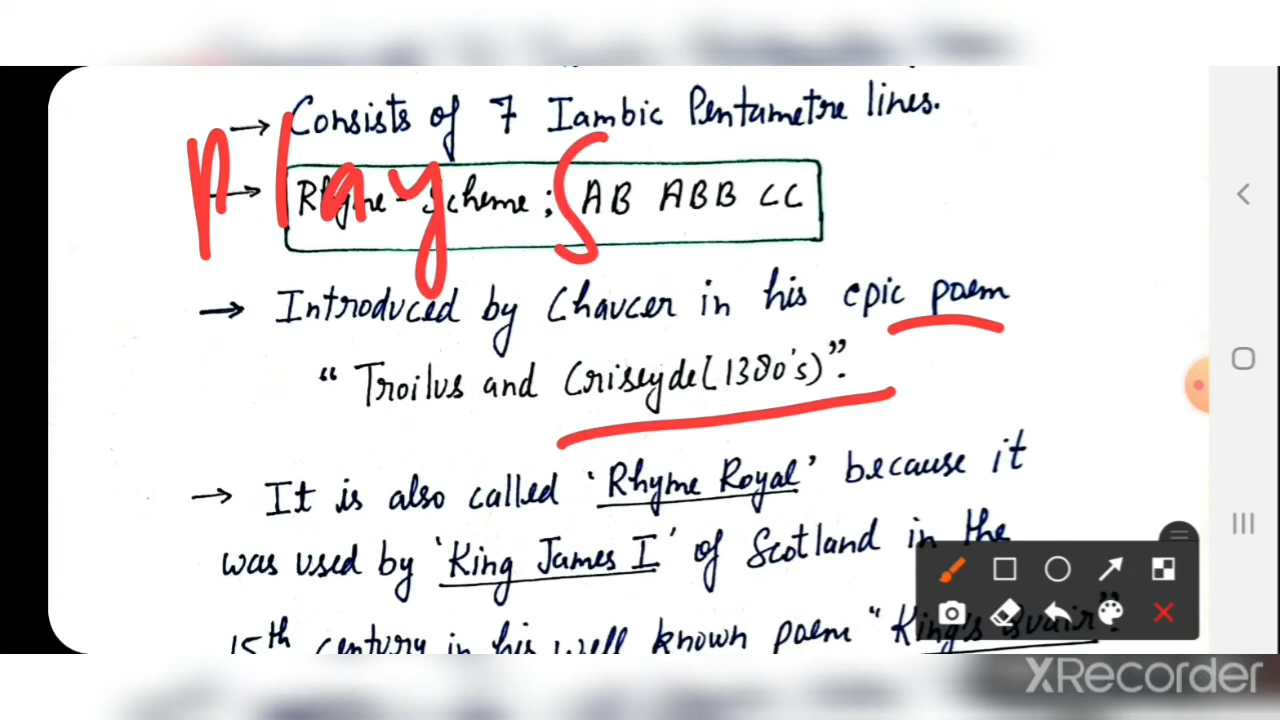 → Consists of 7 Iambic Pentametre lines.
play
→ Rhyme-Scheme ; AB ABB CC
→ Introduced by Chaucer in his epic poem
“ Troilus and Criseyde (1380's)”.
→ It is also called ‘Rhyme Royal’ because it
was used by ‘King James I’ of Scotland in the
15th century in his well known poem “King's Quair”.
XRecorder